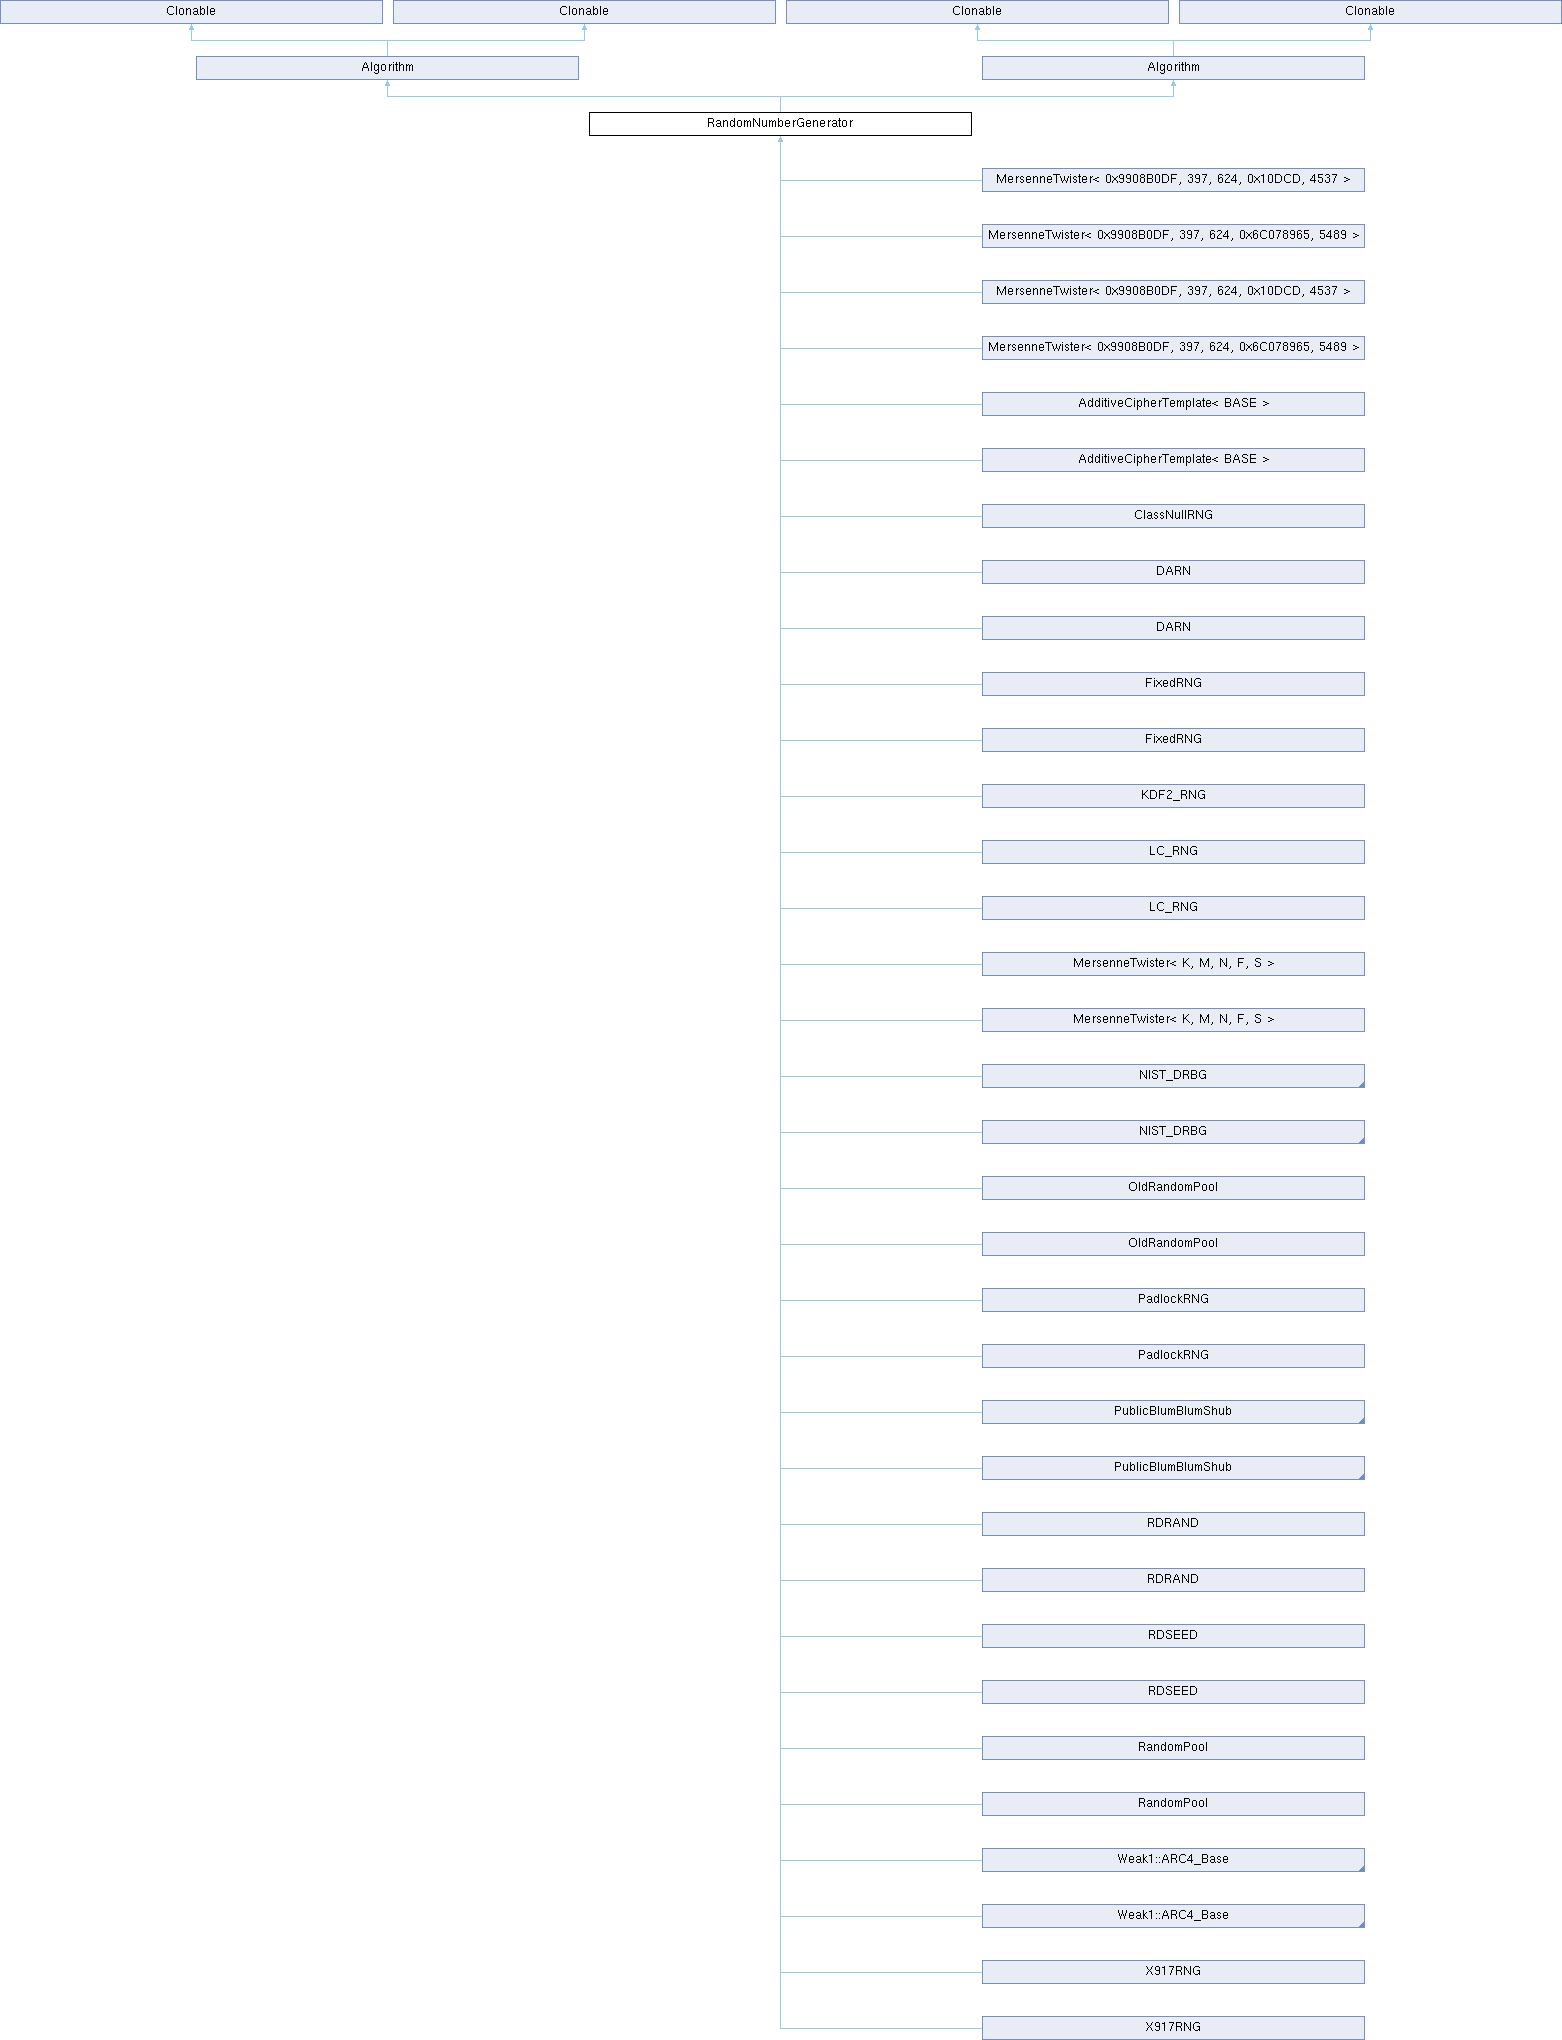 Clonable
Clonable
Clonable
Clonable
Algorithm
Algorithm
RandomNumberGenerator
MersenneTwister< 0x9908B0DF, 397, 624, 0x10DCD, 4537 >
MersenneTwister< 0x9908B0DF, 397, 624, 0x6C078965, 5489 >
MersenneTwister< 0x9908B0DF, 397, 624, 0x10DCD, 4537 >
MersenneTwister< 0x9908B0DF, 397, 624, 0x6C078965, 5489 >
AdditiveCipherTemplate< BASE >
AdditiveCipherTemplate< BASE >
ClassNullRNG
DARN
DARN
FixedRNG
FixedRNG
KDF2_RNG
LC_RNG
LC_RNG
MersenneTwister< K, M, N, F, S >
MersenneTwister< K, M, N, F, S >
NIST_DRBG
NIST_DRBG
OldRandomPool
OldRandomPool
PadlockRNG
PadlockRNG
PublicBlumBlumShub
PublicBlumBlumShub
RDRAND
RDRAND
RDSEED
RDSEED
RandomPool
RandomPool
Weak1::ARC4_Base
Weak1::ARC4_Base
X917RNG
X917RNG